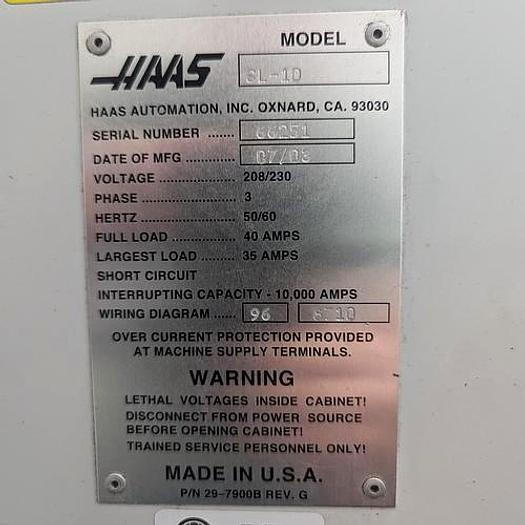 MODEL
HAAS SL-10
HAAS AUTOMATION, INC. OXNARD, CA. 93030
SERIAL NUMBER ......
DATE OF MFG .............. 07/03
VOLTAGE ..................... 208/230
PHASE ......................... 3
HERTZ ......................... 50/60
FULL LOAD ................. 40 AMPS
LARGEST LOAD .......... 35 AMPS
SHORT CIRCUIT
INTERRUPTING CAPACITY - 10,000 AMPS
WIRING DIAGRAM ...... 96
OVER CURRENT PROTECTION PROVIDED
AT MACHINE SUPPLY TERMINALS.
WARNING
LETHAL VOLTAGES INSIDE CABINET!
DISCONNECT FROM POWER SOURCE
BEFORE OPENING CABINET!
TRAINED SERVICE PERSONNEL ONLY!
MADE IN U.S.A.
P/N 29-7900B REV. G